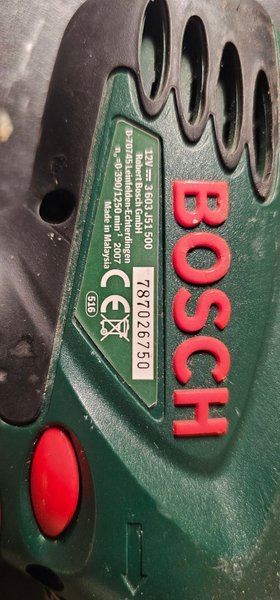 BOSCH
12V⎓ 3 603 J51 500
Robert Bosch GmbH
D-70745 Leinfelden-Echterdingen
n₀=0-390/1250 min⁻¹ 2007
Made in Malaysia
787026750
CE
516